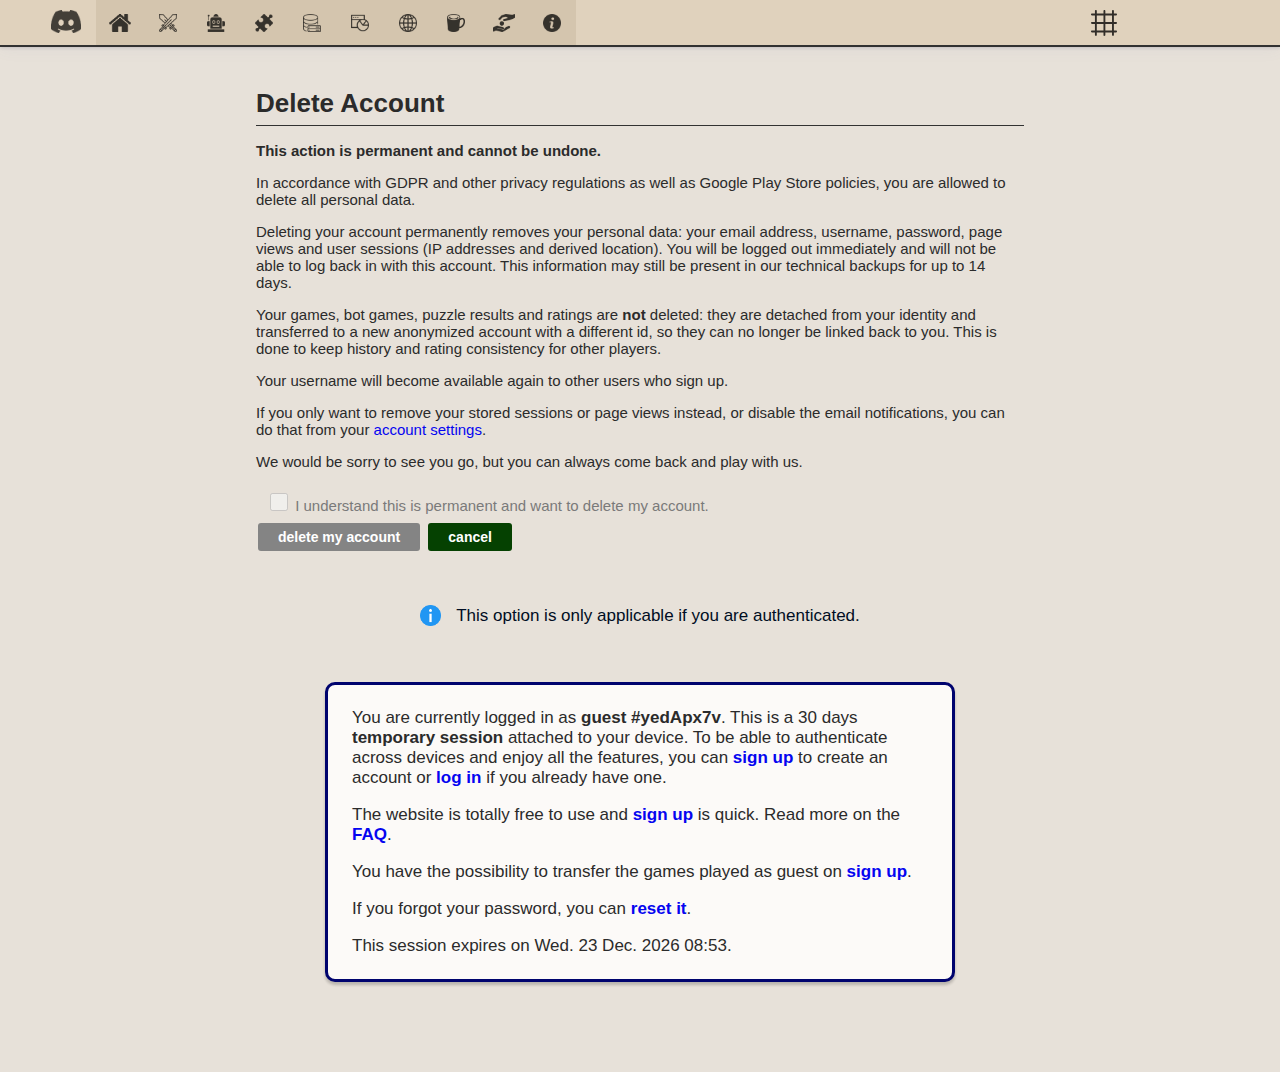 Delete Account
This action is permanent and cannot be undone.
In accordance with GDPR and other privacy regulations as well as Google Play Store policies, you are allowed to
delete all personal data.
Deleting your account permanently removes your personal data: your email address, username, password, page
views and user sessions (IP addresses and derived location). You will be logged out immediately and will not be
able to log back in with this account. This information may still be present in our technical backups for up to 14
days.
Your games, bot games, puzzle results and ratings are not deleted: they are detached from your identity and
transferred to a new anonymized account with a different id, so they can no longer be linked back to you. This is
done to keep history and rating consistency for other players.
Your username will become available again to other users who sign up.
If you only want to remove your stored sessions or page views instead, or disable the email notifications, you can
do that from your account settings.
We would be sorry to see you go, but you can always come back and play with us.
I understand this is permanent and want to delete my account.
delete my account cancel
This option is only applicable if you are authenticated.
You are currently logged in as guest #yedApx7v. This is a 30 days
temporary session attached to your device. To be able to authenticate
across devices and enjoy all the features, you can sign up to create an
account or log in if you already have one.
The website is totally free to use and sign up is quick. Read more on the
FAQ.
You have the possibility to transfer the games played as guest on sign up.
If you forgot your password, you can reset it.
This session expires on Wed. 23 Dec. 2026 08:53.